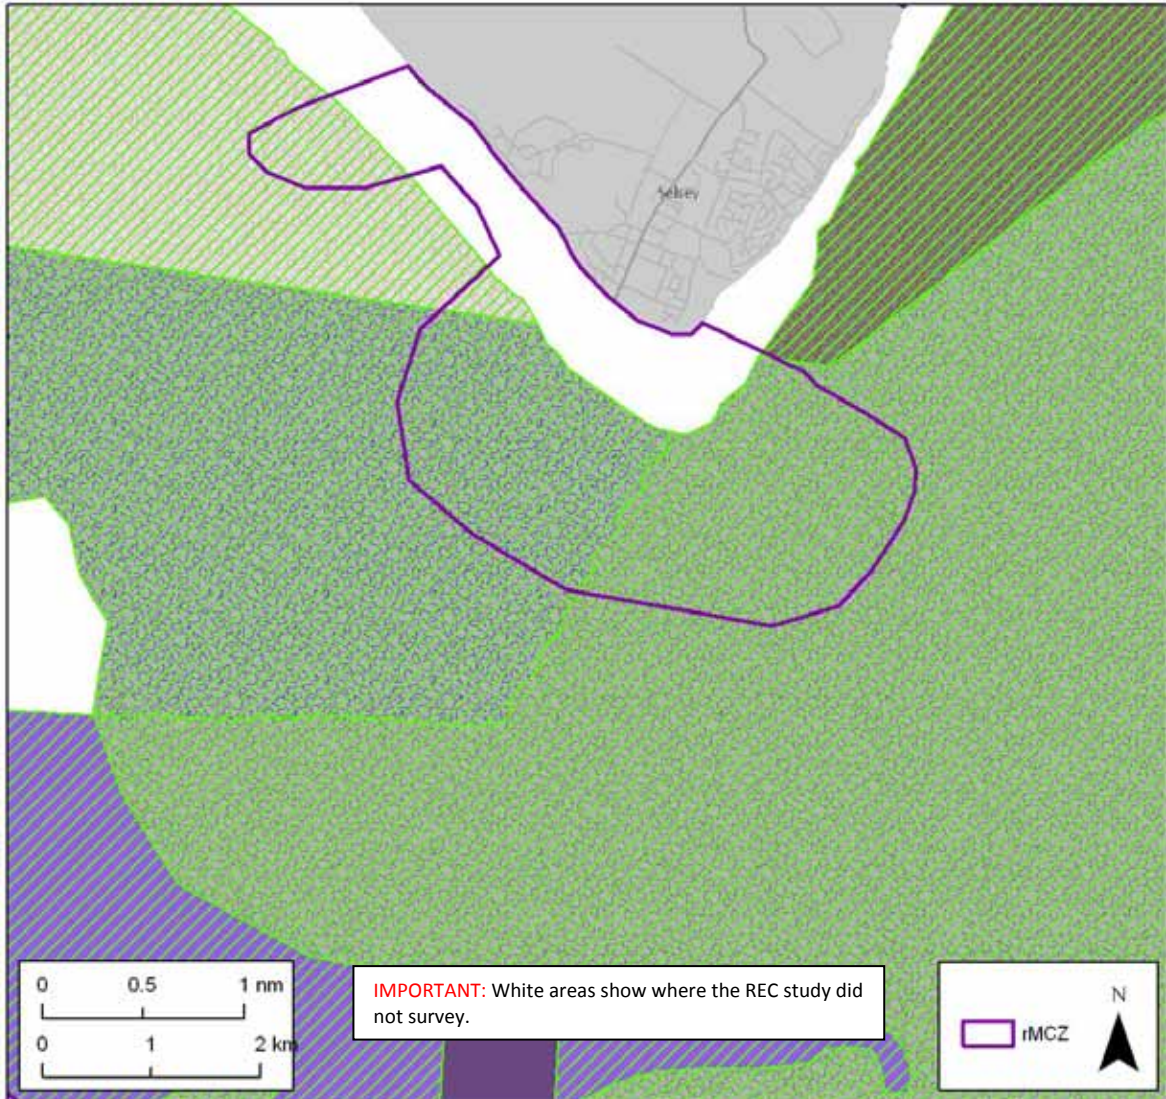 Selsey
0 0.5 1 nm
0 1 2 km
IMPORTANT: White areas show where the REC study did
not survey.
N
rMCZ